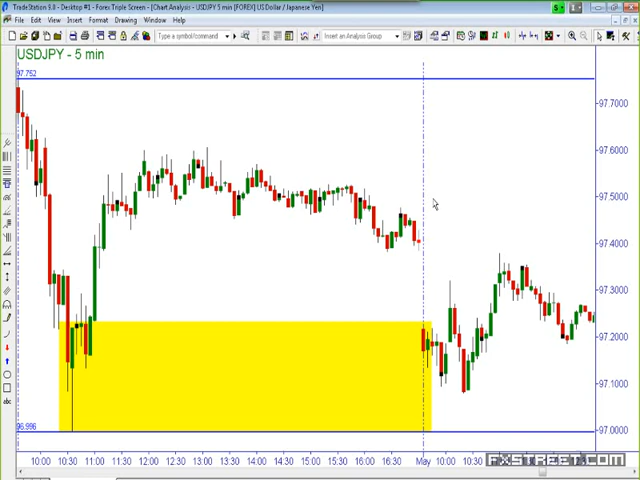 TradeStation 9.0 - Desktop #1 - Forex Triple Screen - [Chart Analysis - USDJPY 5 min [FOREX] US Dollar / Japanese Yen]
File Edit View Insert Format Drawing Window Help
Type a symbol/command
Insert an Analysis Group
USDJPY - 5 min
97.752
97.7000
97.6000
97.5000
97.4000
97.3000
97.2000
97.1000
97.0000
96.996
10:00 10:30 11:00 12:00 12:30 13:00 13:30 14:00 14:30 15:00 15:30 16:00 16:30 May 10:00 10:30
FXSTREET.COM
abc